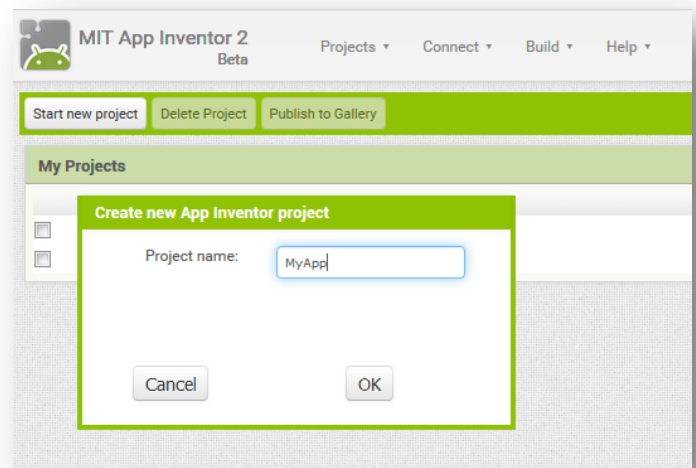 MIT App Inventor 2
Beta
Projects Connect Build Help
Start new project Delete Project Publish to Gallery
My Projects
Create new App Inventor project
Project name: MyApp
Cancel OK